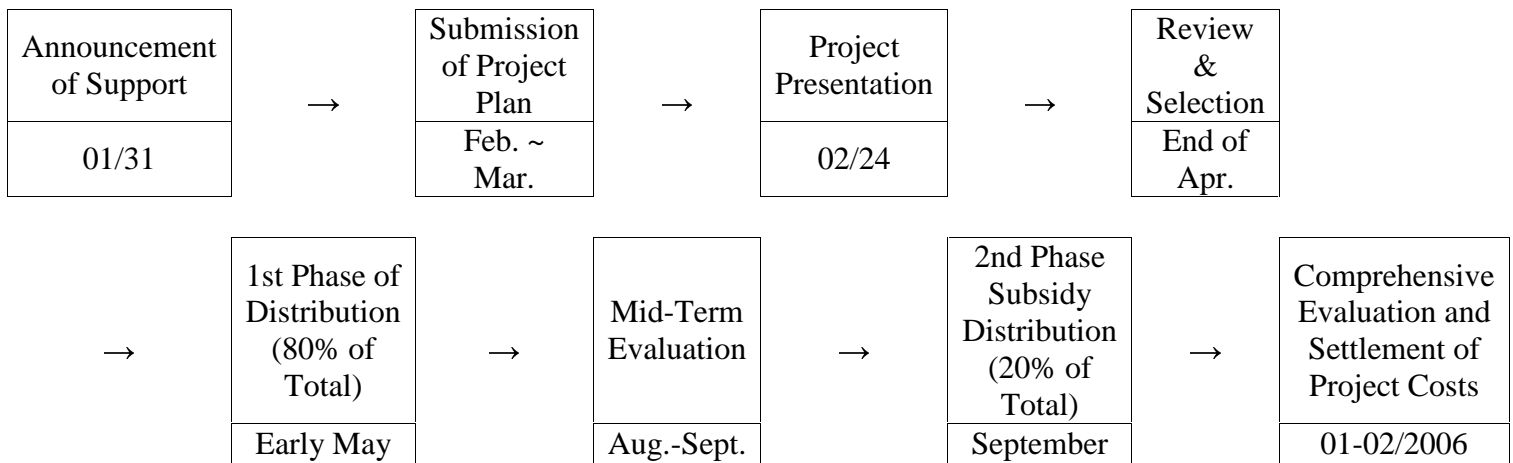 Announcement
of Support
01/31
→
Submission
of Project
Plan
Feb. ~
Mar.
→
Project
Presentation
02/24
→
Review
&
Selection
End of
Apr.
→
1st Phase of
Distribution
(80% of
Total)
Early May
→
Mid-Term
Evaluation
Aug.-Sept.
→
2nd Phase
Subsidy
Distribution
(20% of
Total)
September
→
Comprehensive
Evaluation and
Settlement of
Project Costs
01-02/2006